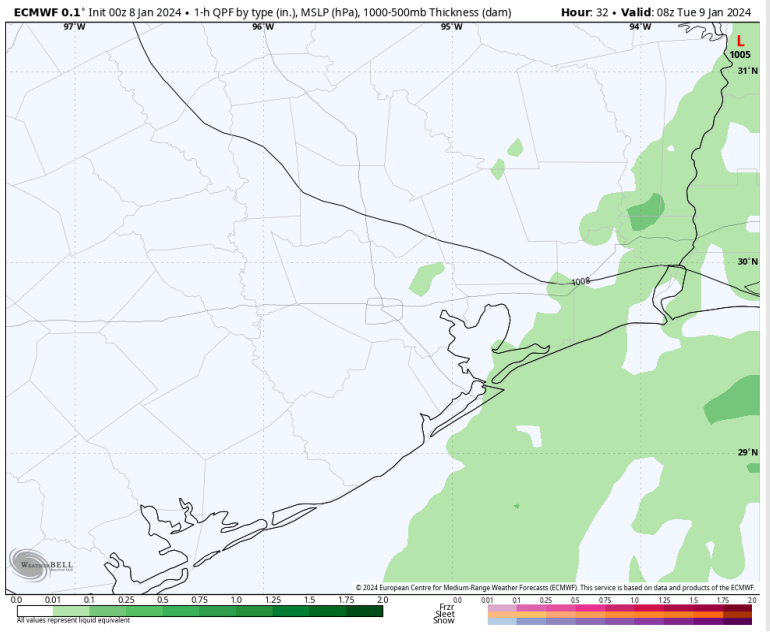 ECMWF 0.1° Init 00z 8 Jan 2024 • 1-h QPF by type (in.), MSLP (hPa), 1000-500mb Thickness (dam)
Hour: 32 • Valid: 08z Tue 9 Jan 2024
97°W 96°W 95°W 94°W
L
1005
31°N
30°N
1008
29°N
WEATHERBELL
© 2024 European Centre for Medium-Range Weather Forecasts (ECMWF). This service is based on data and products of the ECMWF.
0.0 0.01 0.1 0.25 0.5 0.75 1.0 1.25 1.5 1.75 2.0
0.0 0.01 0.1 0.25 0.5 0.75 1.0 1.25 1.5 1.75 2.0
All values represent liquid equivalent
Frzr
Sleet
Snow